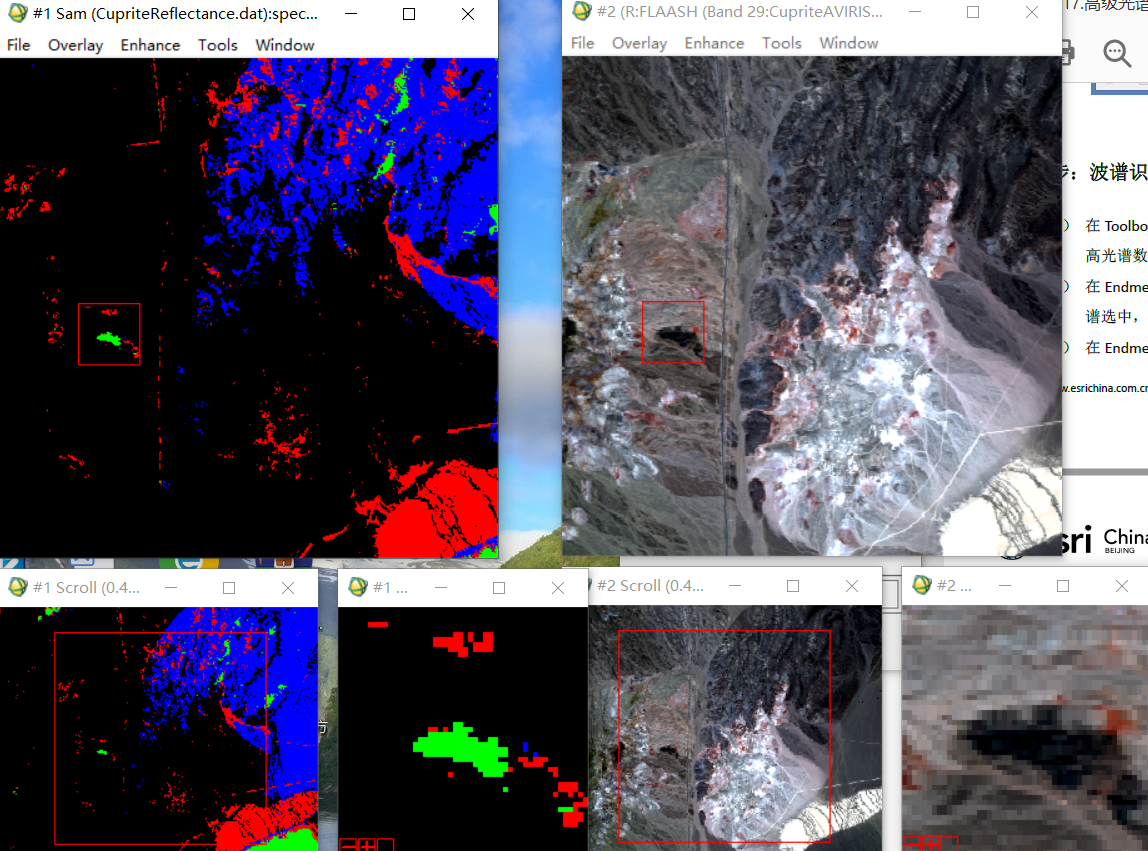 #1 Sam (CupriteReflectance.dat):spec...
File Overlay Enhance Tools Window
#2 (R:FLAASH (Band 29:CupriteAVIRIS...
File Overlay Enhance Tools Window
17.高级光谱
：波谱识
） 在 Toolbo
高光谱数
） 在 Endme
谱选中，
） 在 Endme
w.esrichina.com.cn
esri China
BEIJING
#1 Scroll (0.4...
#1 ...
#2 Scroll (0.4...
#2 ...